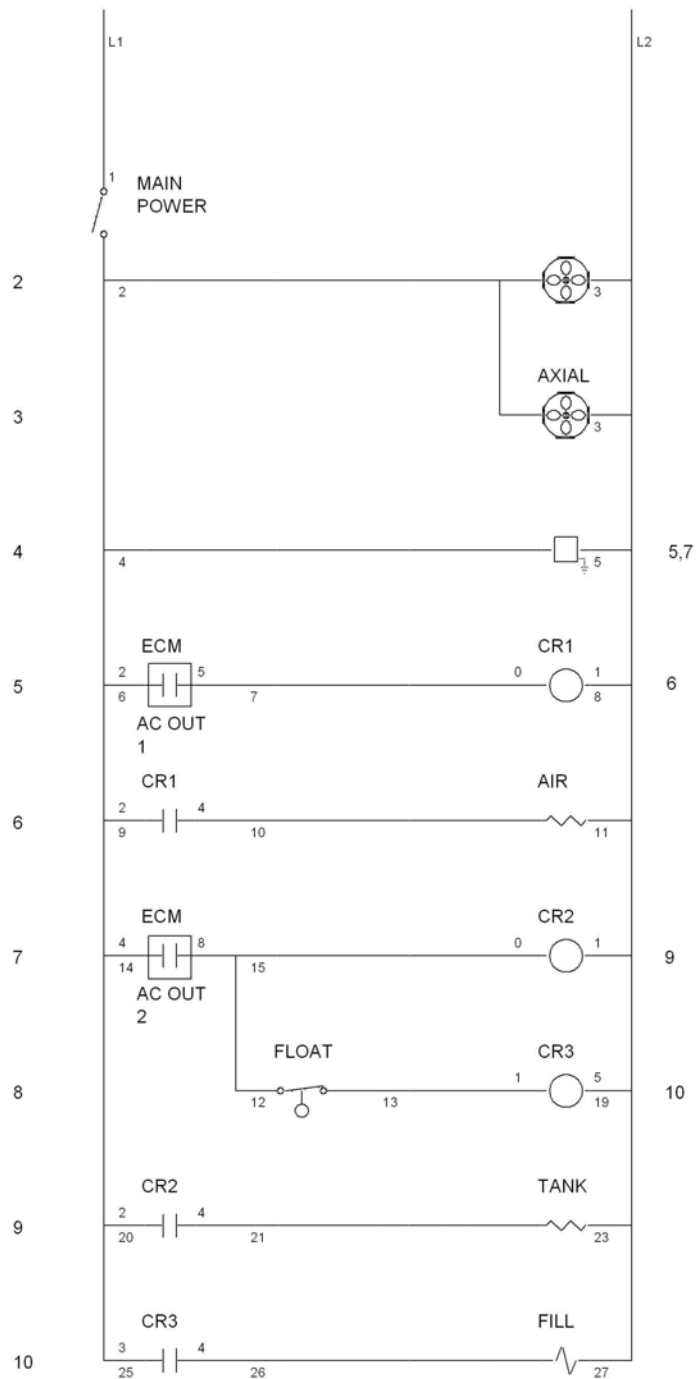 L1 L2
1 MAIN
POWER
2 2 3
AXIAL
3 3
4 4 5 5,7
ECM CR1
2 5 0 1
5 6 7 8 6
AC OUT
1
CR1 AIR
2 4
6 9 10 11
ECM CR2
4 8 0 1
7 14 15 9
AC OUT
2
FLOAT CR3
1 5
8 12 13 19 10
CR2 TANK
2 4
9 20 21 23
CR3 FILL
3 4
10 25 26 27